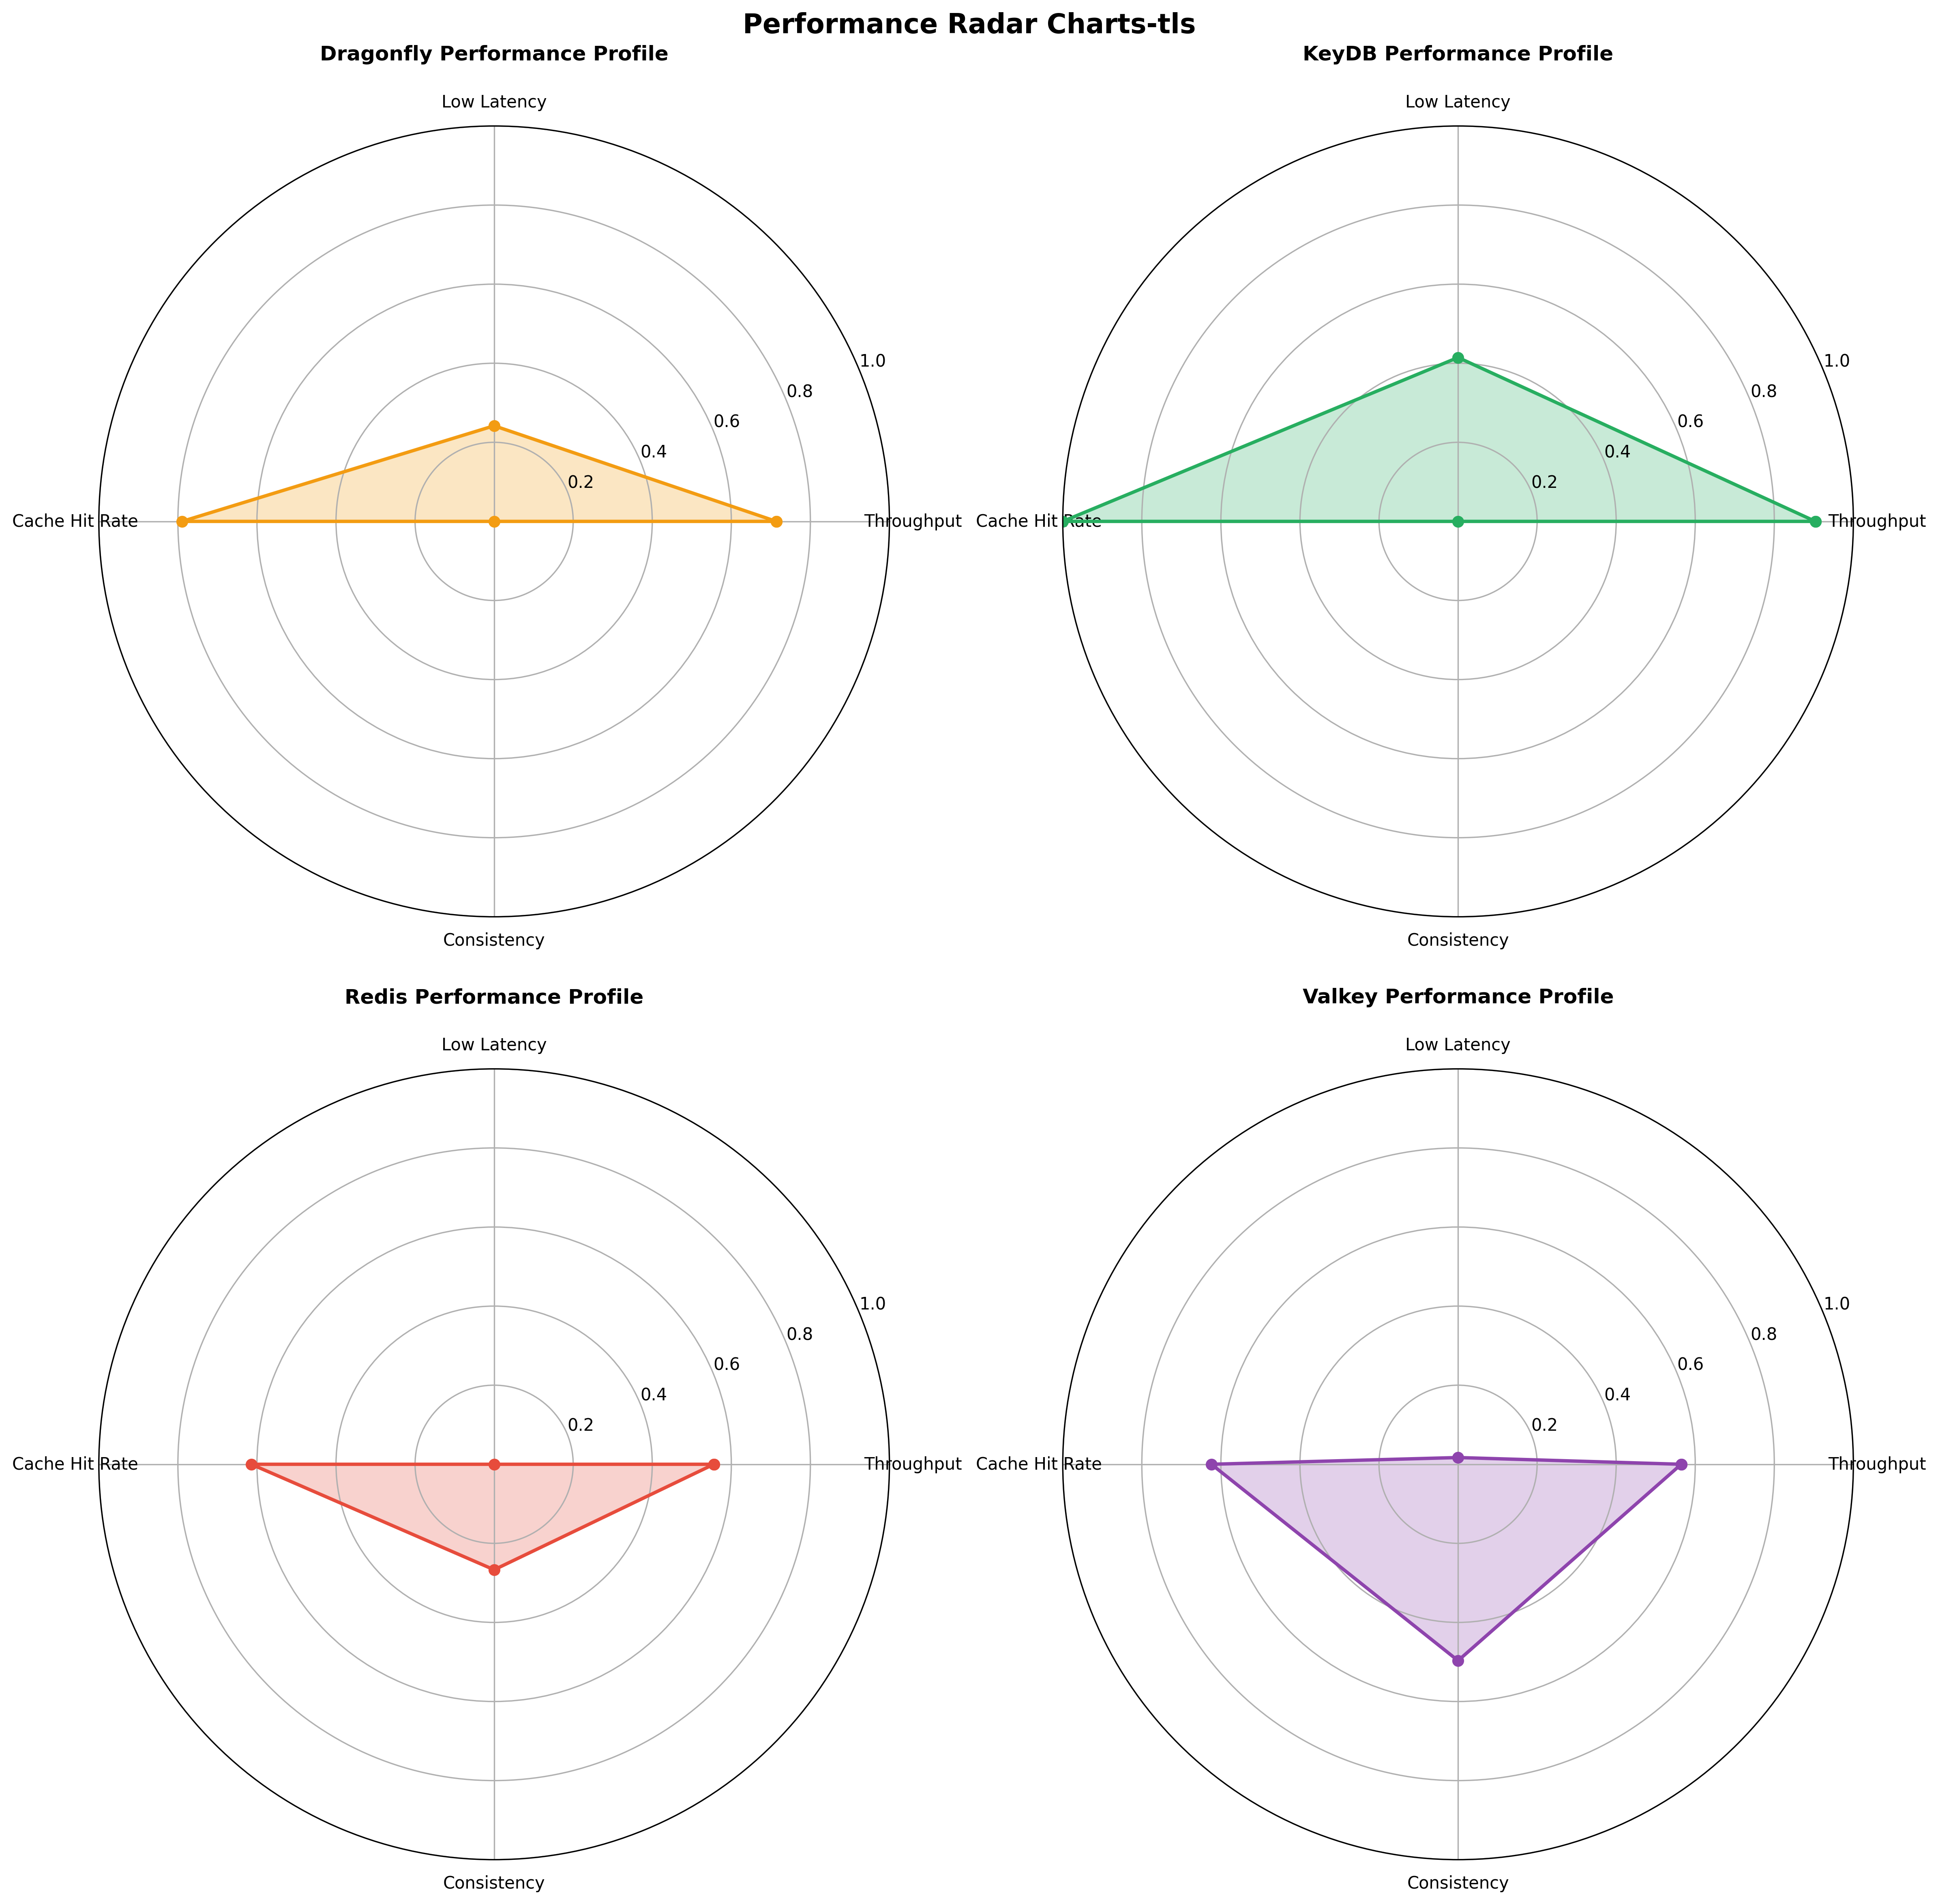 Performance Radar Charts-tls
Dragonfly Performance Profile
Low Latency
1.0
0.8
0.6
0.4
0.2
Cache Hit Rate
Throughput
Consistency
KeyDB Performance Profile
Low Latency
1.0
0.8
0.6
0.4
0.2
Cache Hit Rate
Throughput
Consistency
Redis Performance Profile
Low Latency
1.0
0.8
0.6
0.4
0.2
Cache Hit Rate
Throughput
Consistency
Valkey Performance Profile
Low Latency
1.0
0.8
0.6
0.4
0.2
Cache Hit Rate
Throughput
Consistency